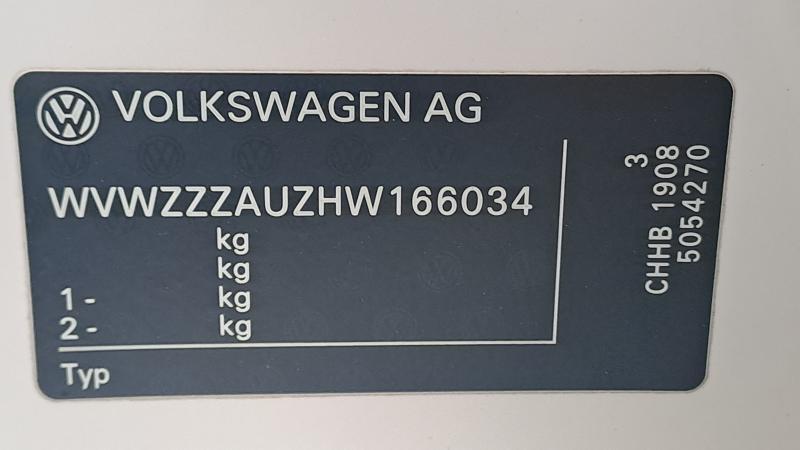 VOLKSWAGEN AG
WVWZZZAUZHW166034
kg
kg
1 - kg
2 - kg
Typ
3
CHHB 1908
5054270